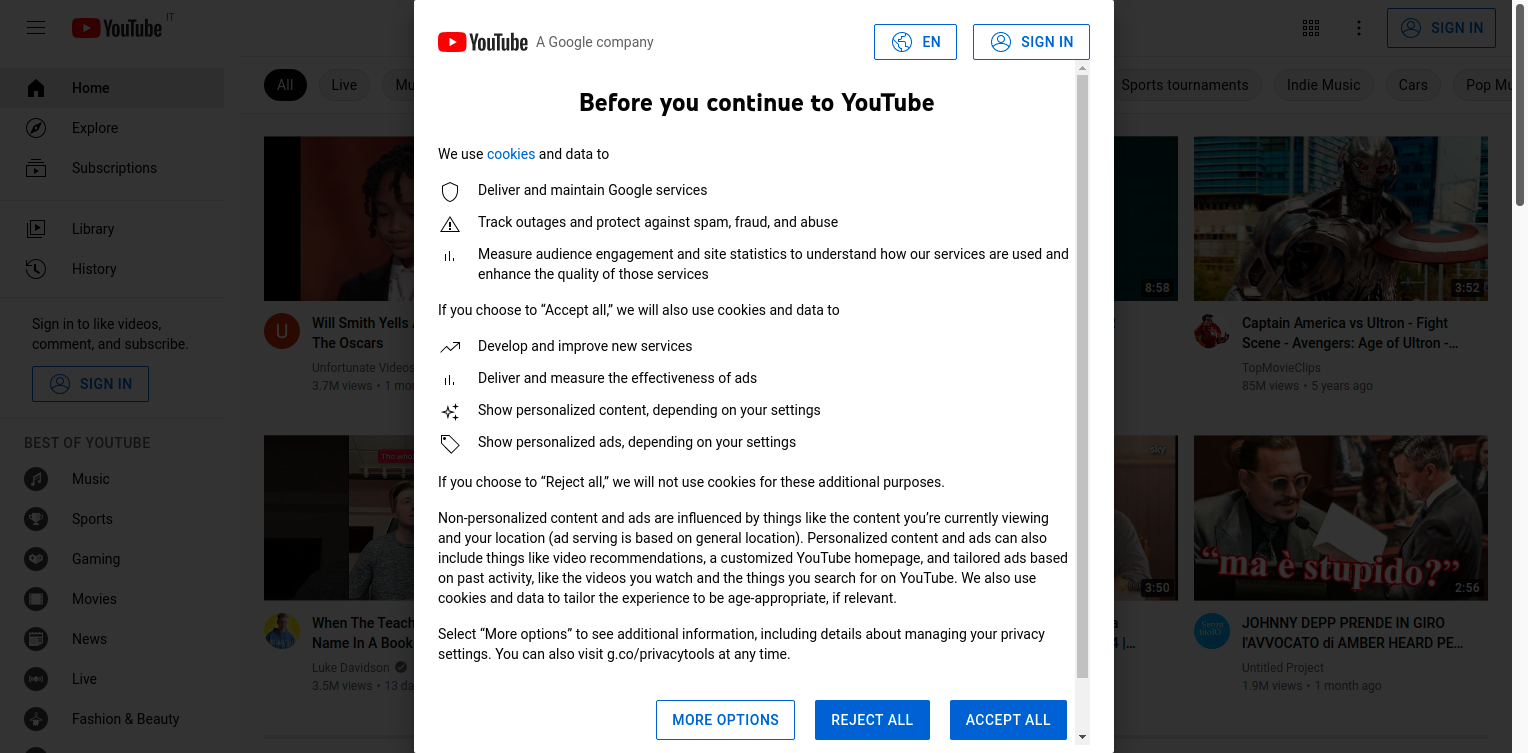 YouTube IT
SIGN IN
Home
Explore
Subscriptions
Library
History
Sign in to like videos,
comment, and subscribe.
SIGN IN
BEST OF YOUTUBE
Music
Sports
Gaming
Movies
News
Live
Fashion & Beauty
All
Live
Sports tournaments
Indie Music
Cars
YouTube A Google company
EN
SIGN IN
Before you continue to YouTube
We use cookies and data to
Deliver and maintain Google services
Track outages and protect against spam, fraud, and abuse
Measure audience engagement and site statistics to understand how our services are used and
enhance the quality of those services
If you choose to “Accept all,” we will also use cookies and data to
Develop and improve new services
Deliver and measure the effectiveness of ads
Show personalized content, depending on your settings
Show personalized ads, depending on your settings
If you choose to “Reject all,” we will not use cookies for these additional purposes.
Non-personalized content and ads are influenced by things like the content you’re currently viewing
and your location (ad serving is based on general location). Personalized content and ads can also
include things like video recommendations, a customized YouTube homepage, and tailored ads based
on past activity, like the videos you watch and the things you search for on YouTube. We also use
cookies and data to tailor the experience to be age-appropriate, if relevant.
Select “More options” to see additional information, including details about managing your privacy
settings. You can also visit g.co/privacytools at any time.
MORE OPTIONS
REJECT ALL
ACCEPT ALL
U
Will Smith Yells
The Oscars
Unfortunate Videos
3.7M views • 1
8:58
3:52
Captain America vs Ultron - Fight
Scene - Avengers: Age of Ultron -...
TopMovieClips
85M views • 5 years ago
When The Teach
Name In A Book
Luke Davidson
3.5M views • 13
sky
3:50
“ma è stupido?”
2:56
JOHNNY DEPP PRENDE IN GIRO
l'AVVOCATO di AMBER HEARD PE...
Untitled Project
1.9M views • 1 month ago